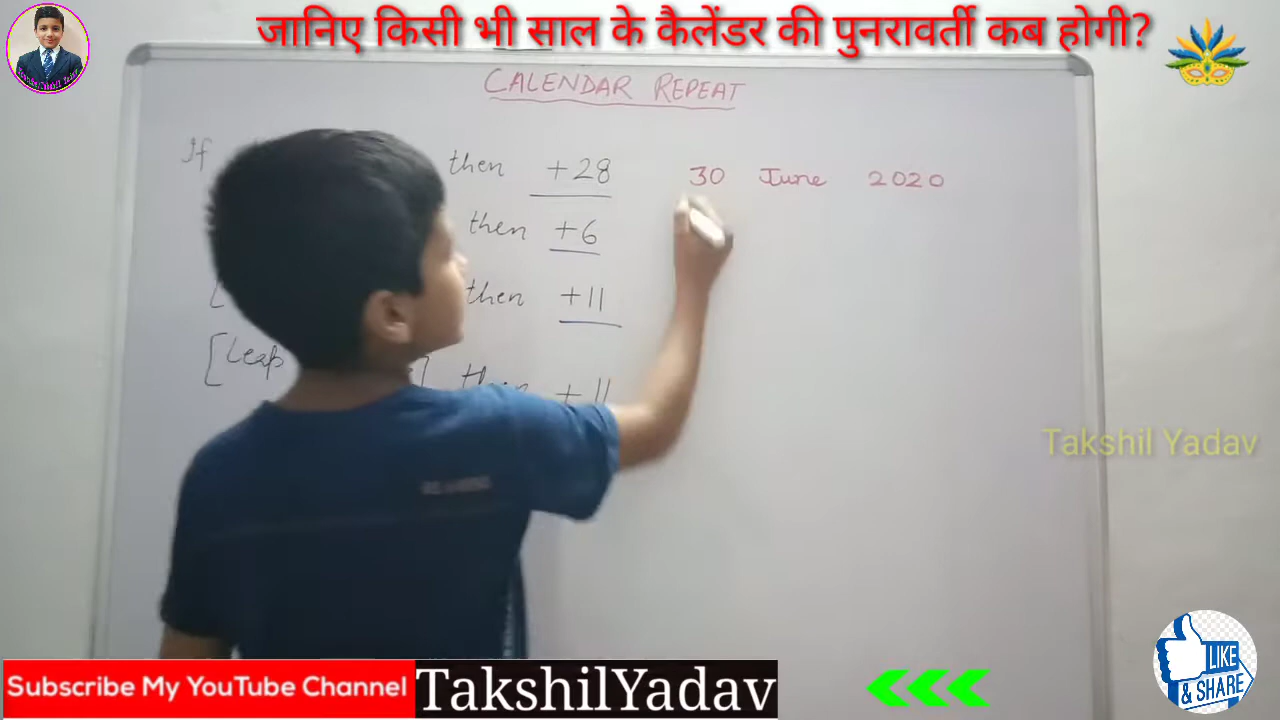 जानिए किसी भी साल के कैलेंडर की पुनरावर्ती कब होगी?
CALENDAR REPEAT
If then +28
30 June 2020
then +6
[ then +11
[Leap ] then +11
Takshil Yadav
Subscribe My YouTube Channel TakshilYadav
LIKE
& SHARE